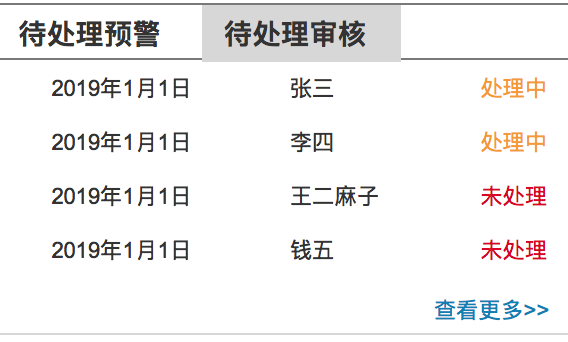 待处理预警 待处理审核
2019年1月1日 张三 处理中
2019年1月1日 李四 处理中
2019年1月1日 王二麻子 未处理
2019年1月1日 钱五 未处理
查看更多>>